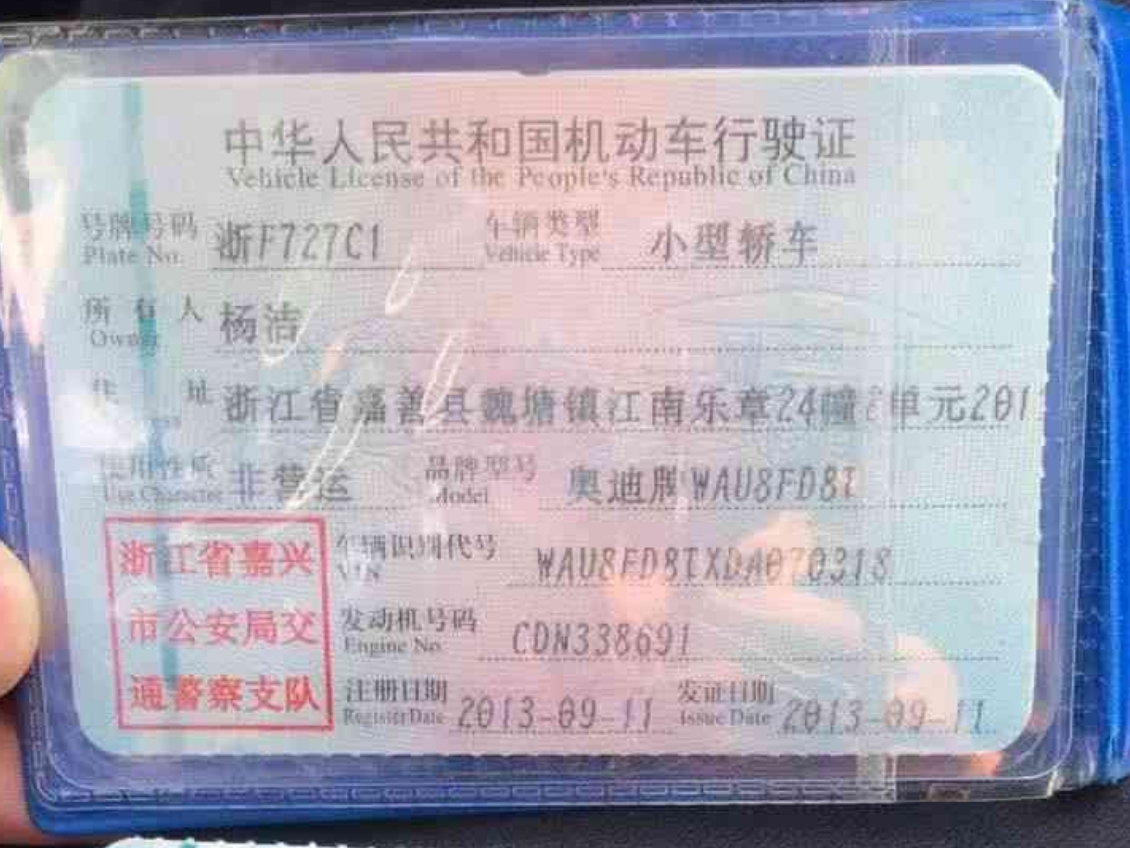 中华人民共和国机动车行驶证
Vehicle License of the People's Republic of China
号牌号码 浙F727C1 车辆类型 小型轿车
Plate No. Vehicle Type
所有人 杨洁
Owner
住址 浙江省嘉善县魏塘镇江南乐章24幢2单元201
使用性质 非营运 品牌型号 奥迪牌WAU8FD8T
Use Character Model
浙江省嘉兴
市公安局交
通警察支队
车辆识别代号 WAU8FD8TXDA070318
VIN
发动机号码 CDN338691
Engine No.
注册日期 2013-09-11 发证日期 2013-09-11
Register Date Issue Date